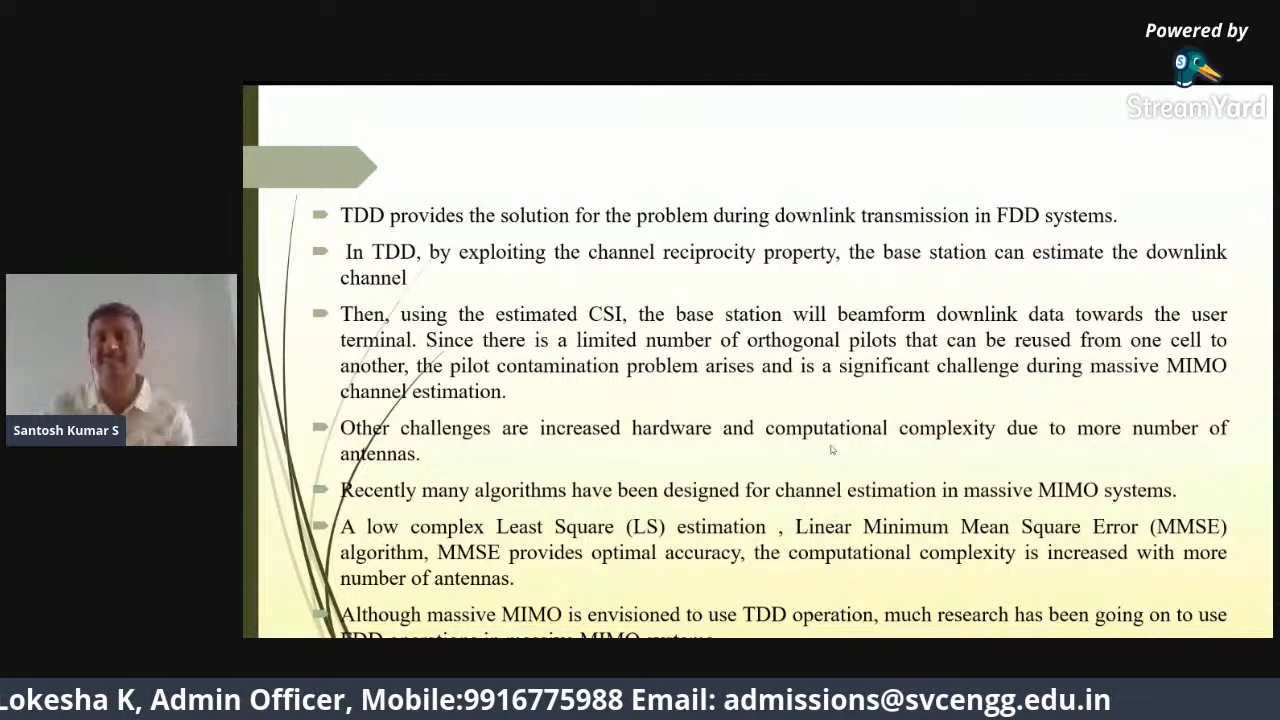 Powered by
StreamYard
TDD provides the solution for the problem during downlink transmission in FDD systems.
In TDD, by exploiting the channel reciprocity property, the base station can estimate the downlink
channel
Then, using the estimated CSI, the base station will beamform downlink data towards the user
terminal. Since there is a limited number of orthogonal pilots that can be reused from one cell to
another, the pilot contamination problem arises and is a significant challenge during massive MIMO
channel estimation.
Other challenges are increased hardware and computational complexity due to more number of
antennas.
Recently many algorithms have been designed for channel estimation in massive MIMO systems.
A low complex Least Square (LS) estimation , Linear Minimum Mean Square Error (MMSE)
algorithm, MMSE provides optimal accuracy, the computational complexity is increased with more
number of antennas.
Although massive MIMO is envisioned to use TDD operation, much research has been going on to use
FDD operations in massive MIMO systems.
Santosh Kumar S
Lokesha K, Admin Officer, Mobile:9916775988 Email: admissions@svcengg.edu.in